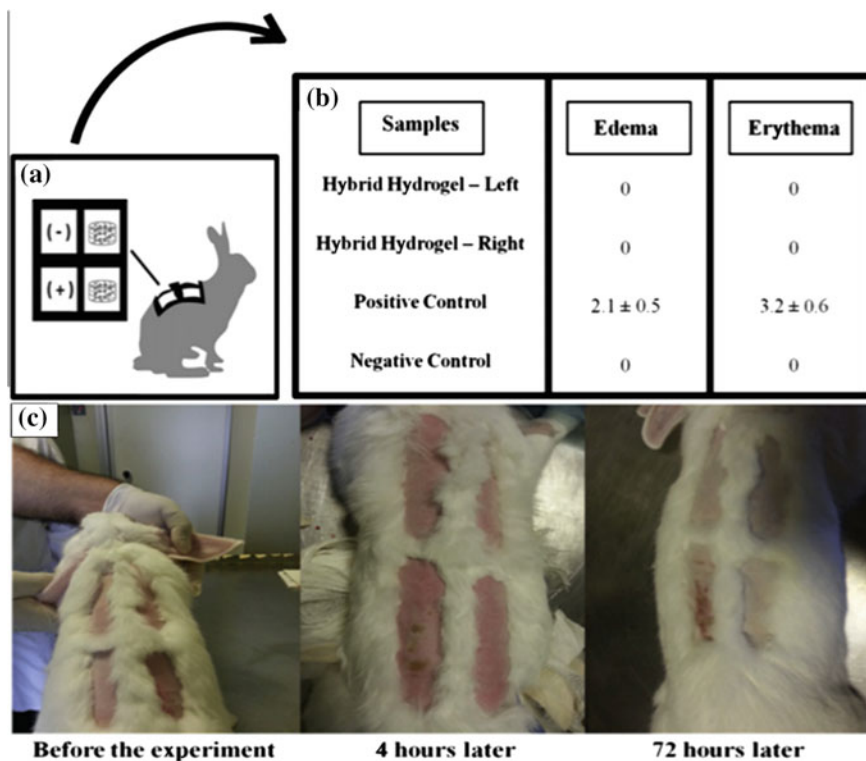 (a)
(-)
(+)
(b)
Samples Edema Erythema
Hybrid Hydrogel – Left 0 0
Hybrid Hydrogel – Right 0 0
Positive Control 2.1 ± 0.5 3.2 ± 0.6
Negative Control 0 0
(c)
Before the experiment 4 hours later 72 hours later